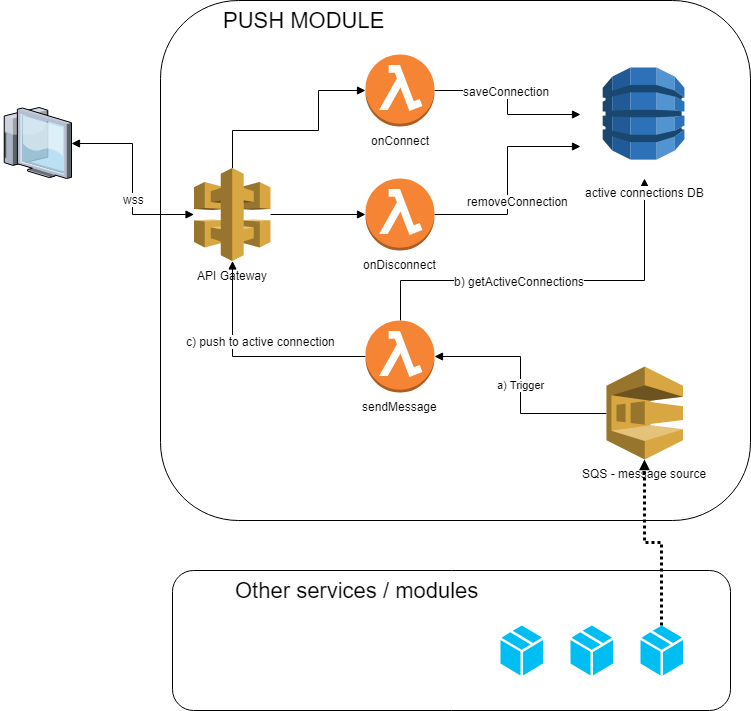 PUSH MODULE
saveConnection
onConnect
active connections DB
wss
removeConnection
onDisconnect
API Gateway
b) getActiveConnections
c) push to active connection
a) Trigger
sendMessage
SQS - message source
Other services / modules